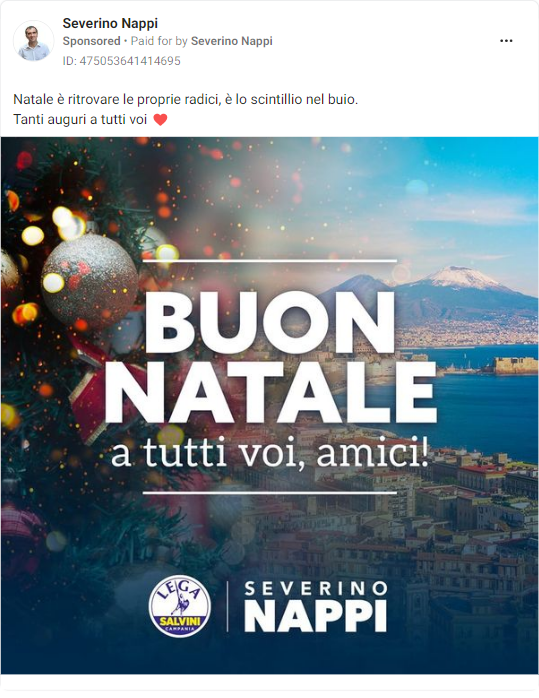 Severino Nappi
Sponsored • Paid for by Severino Nappi
ID: 475053641414695
Natale è ritrovare le proprie radici, è lo scintillio nel buio.
Tanti auguri a tutti voi ❤️
BUON
NATALE
a tutti voi, amici!
LEGA
SALVINI
CAMPANIA
SEVERINO
NAPPI